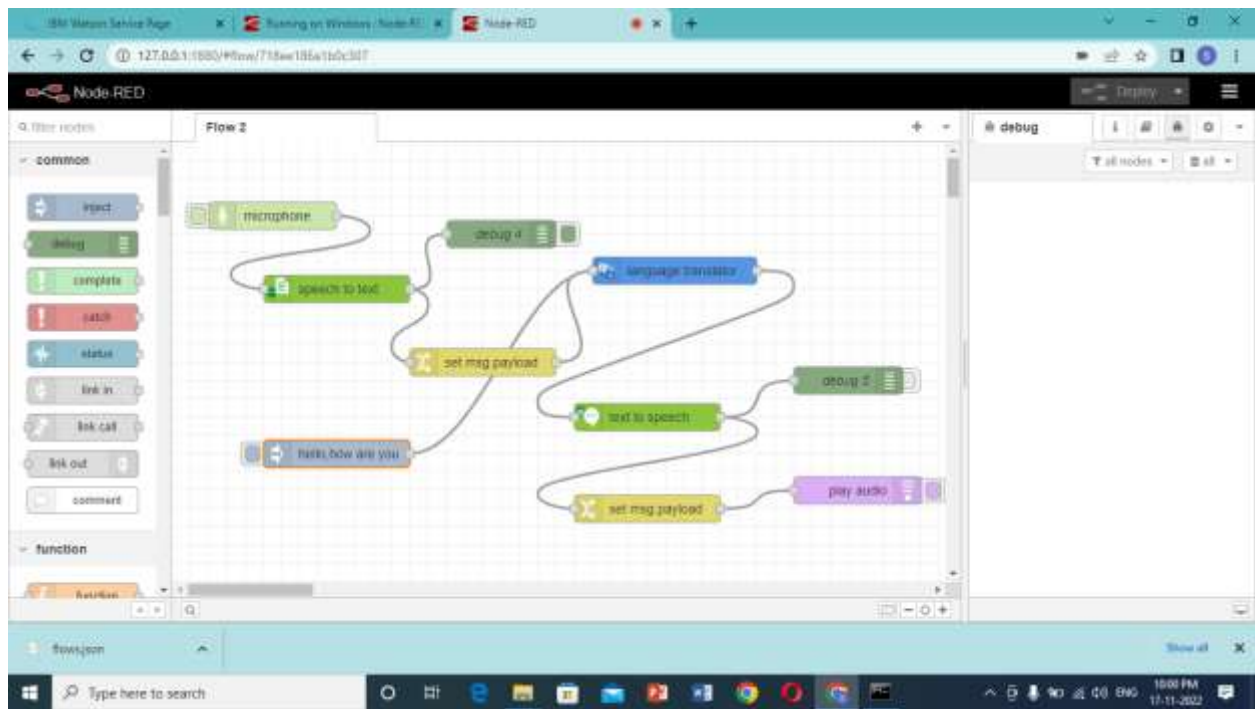 IBM Watson Service Page
Running on Windows : Node-RE
Node-RED
127.0.0.1:1880/#flow/718ee186a1b0c307
S
Node-RED
Deploy
filter nodes
Flow 2
debug
i
common
all nodes
all
inject
microphone
debug 4
debug
language translator
complete
speech to text
catch
status
set msg payload
link in
debug 5
text to speech
link call
hello, how are you
link out
play audio
comment
set msg payload
function
function
flows.json
Show all
Type here to search
ENG
10:00 PM
17-11-2022